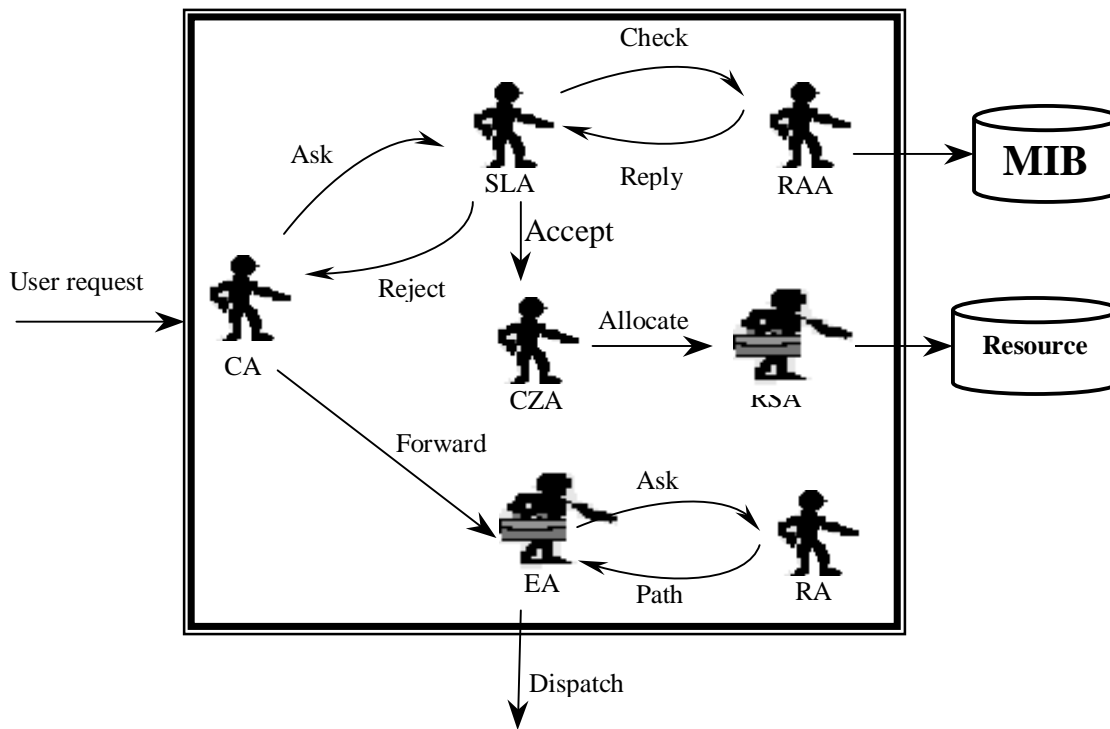 Check
Ask
SLA
Reply
RAA
MIB
Accept
User request
Reject
CA
Allocate
Resource
CZA
RSA
Forward
Ask
EA
Path
RA
Dispatch